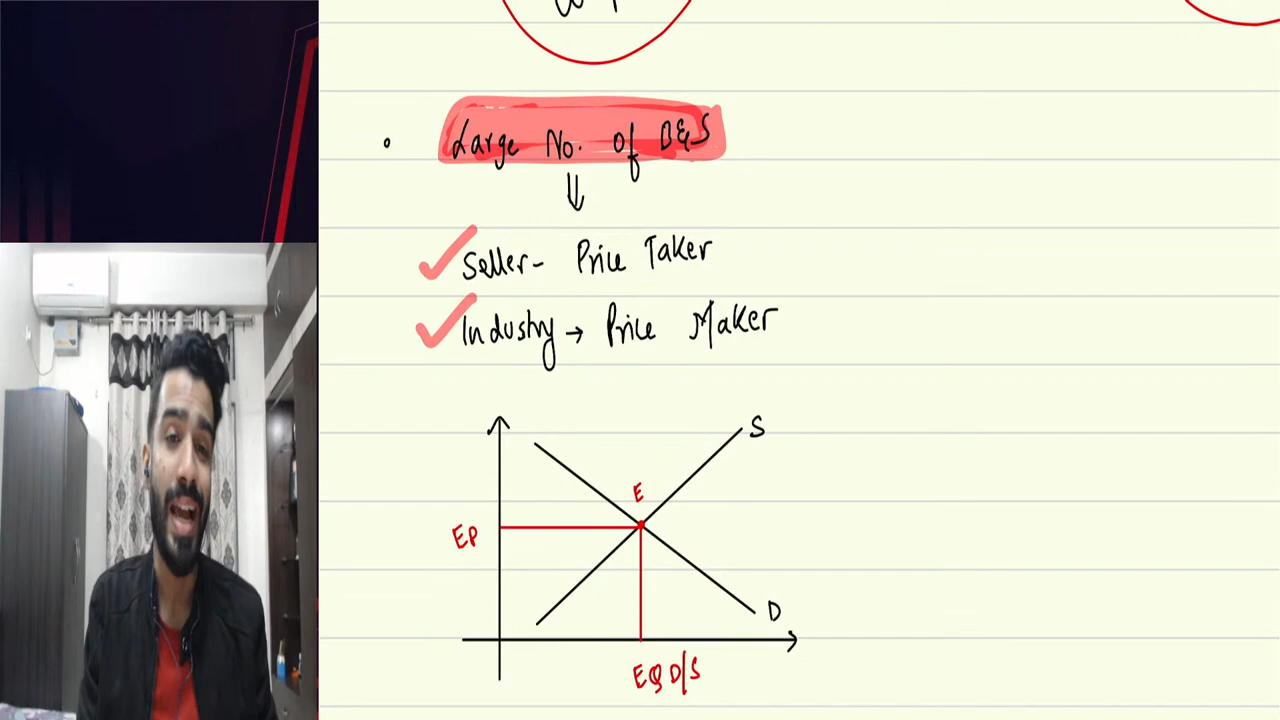 Large No. of B&S
Seller- Price Taker
Industry → Price Maker
S
E
EP
D
EQ D/S